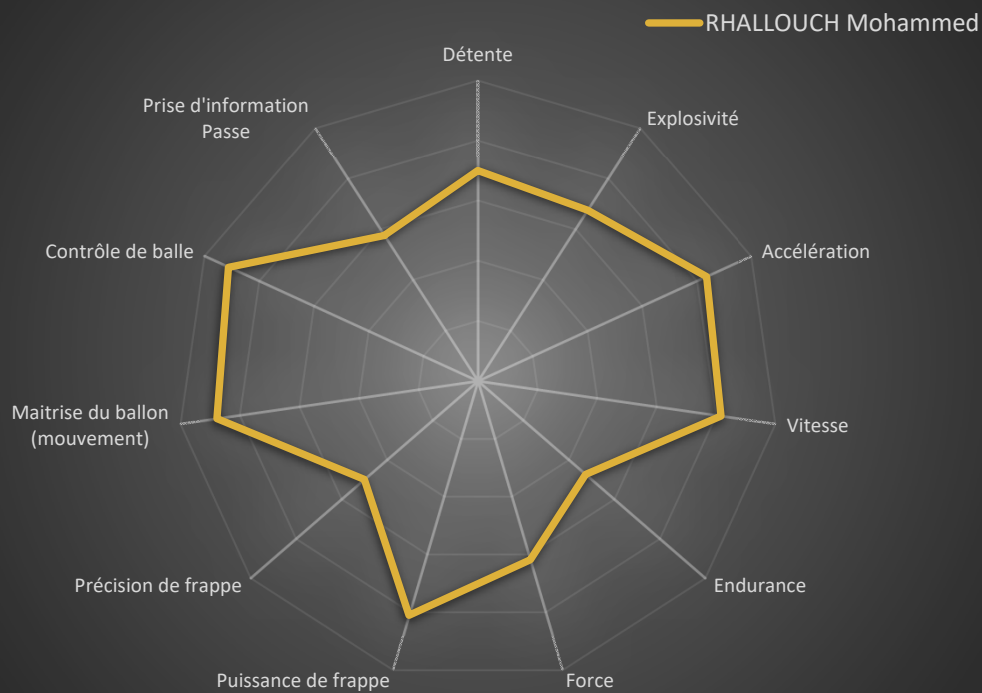 RHALLOUCH Mohammed
Détente
Explosivité
Accélération
Vitesse
Endurance
Force
Puissance de frappe
Précision de frappe
Maitrise du ballon
(mouvement)
Contrôle de balle
Prise d'information
Passe